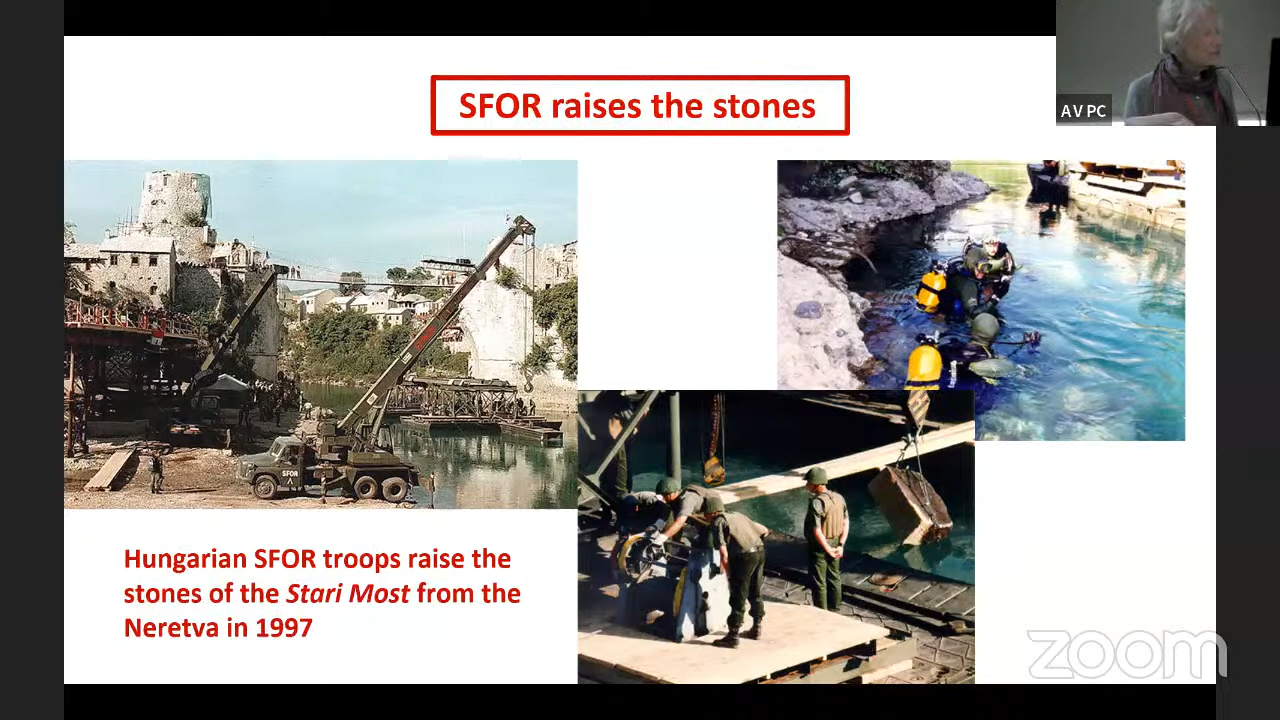 SFOR raises the stones
AV PC
SFOR
Hungarian SFOR troops raise the
stones of the Stari Most from the
Neretva in 1997
zoom